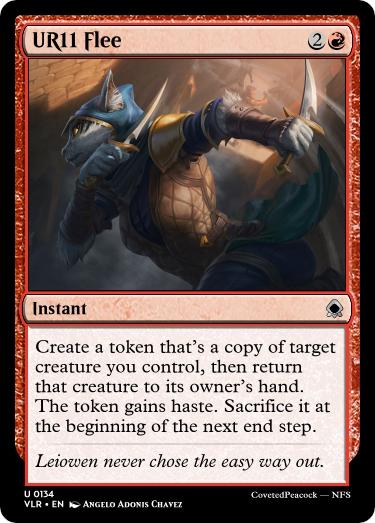 UR11 Flee 2
Instant
Create a token that's a copy of target
creature you control, then return
that creature to its owner's hand.
The token gains haste. Sacrifice it at
the beginning of the next end step.
Leiowen never chose the easy way out.
U 0134
VLR • EN Angelo Adonis Chavez
CovetedPeacock — NFS